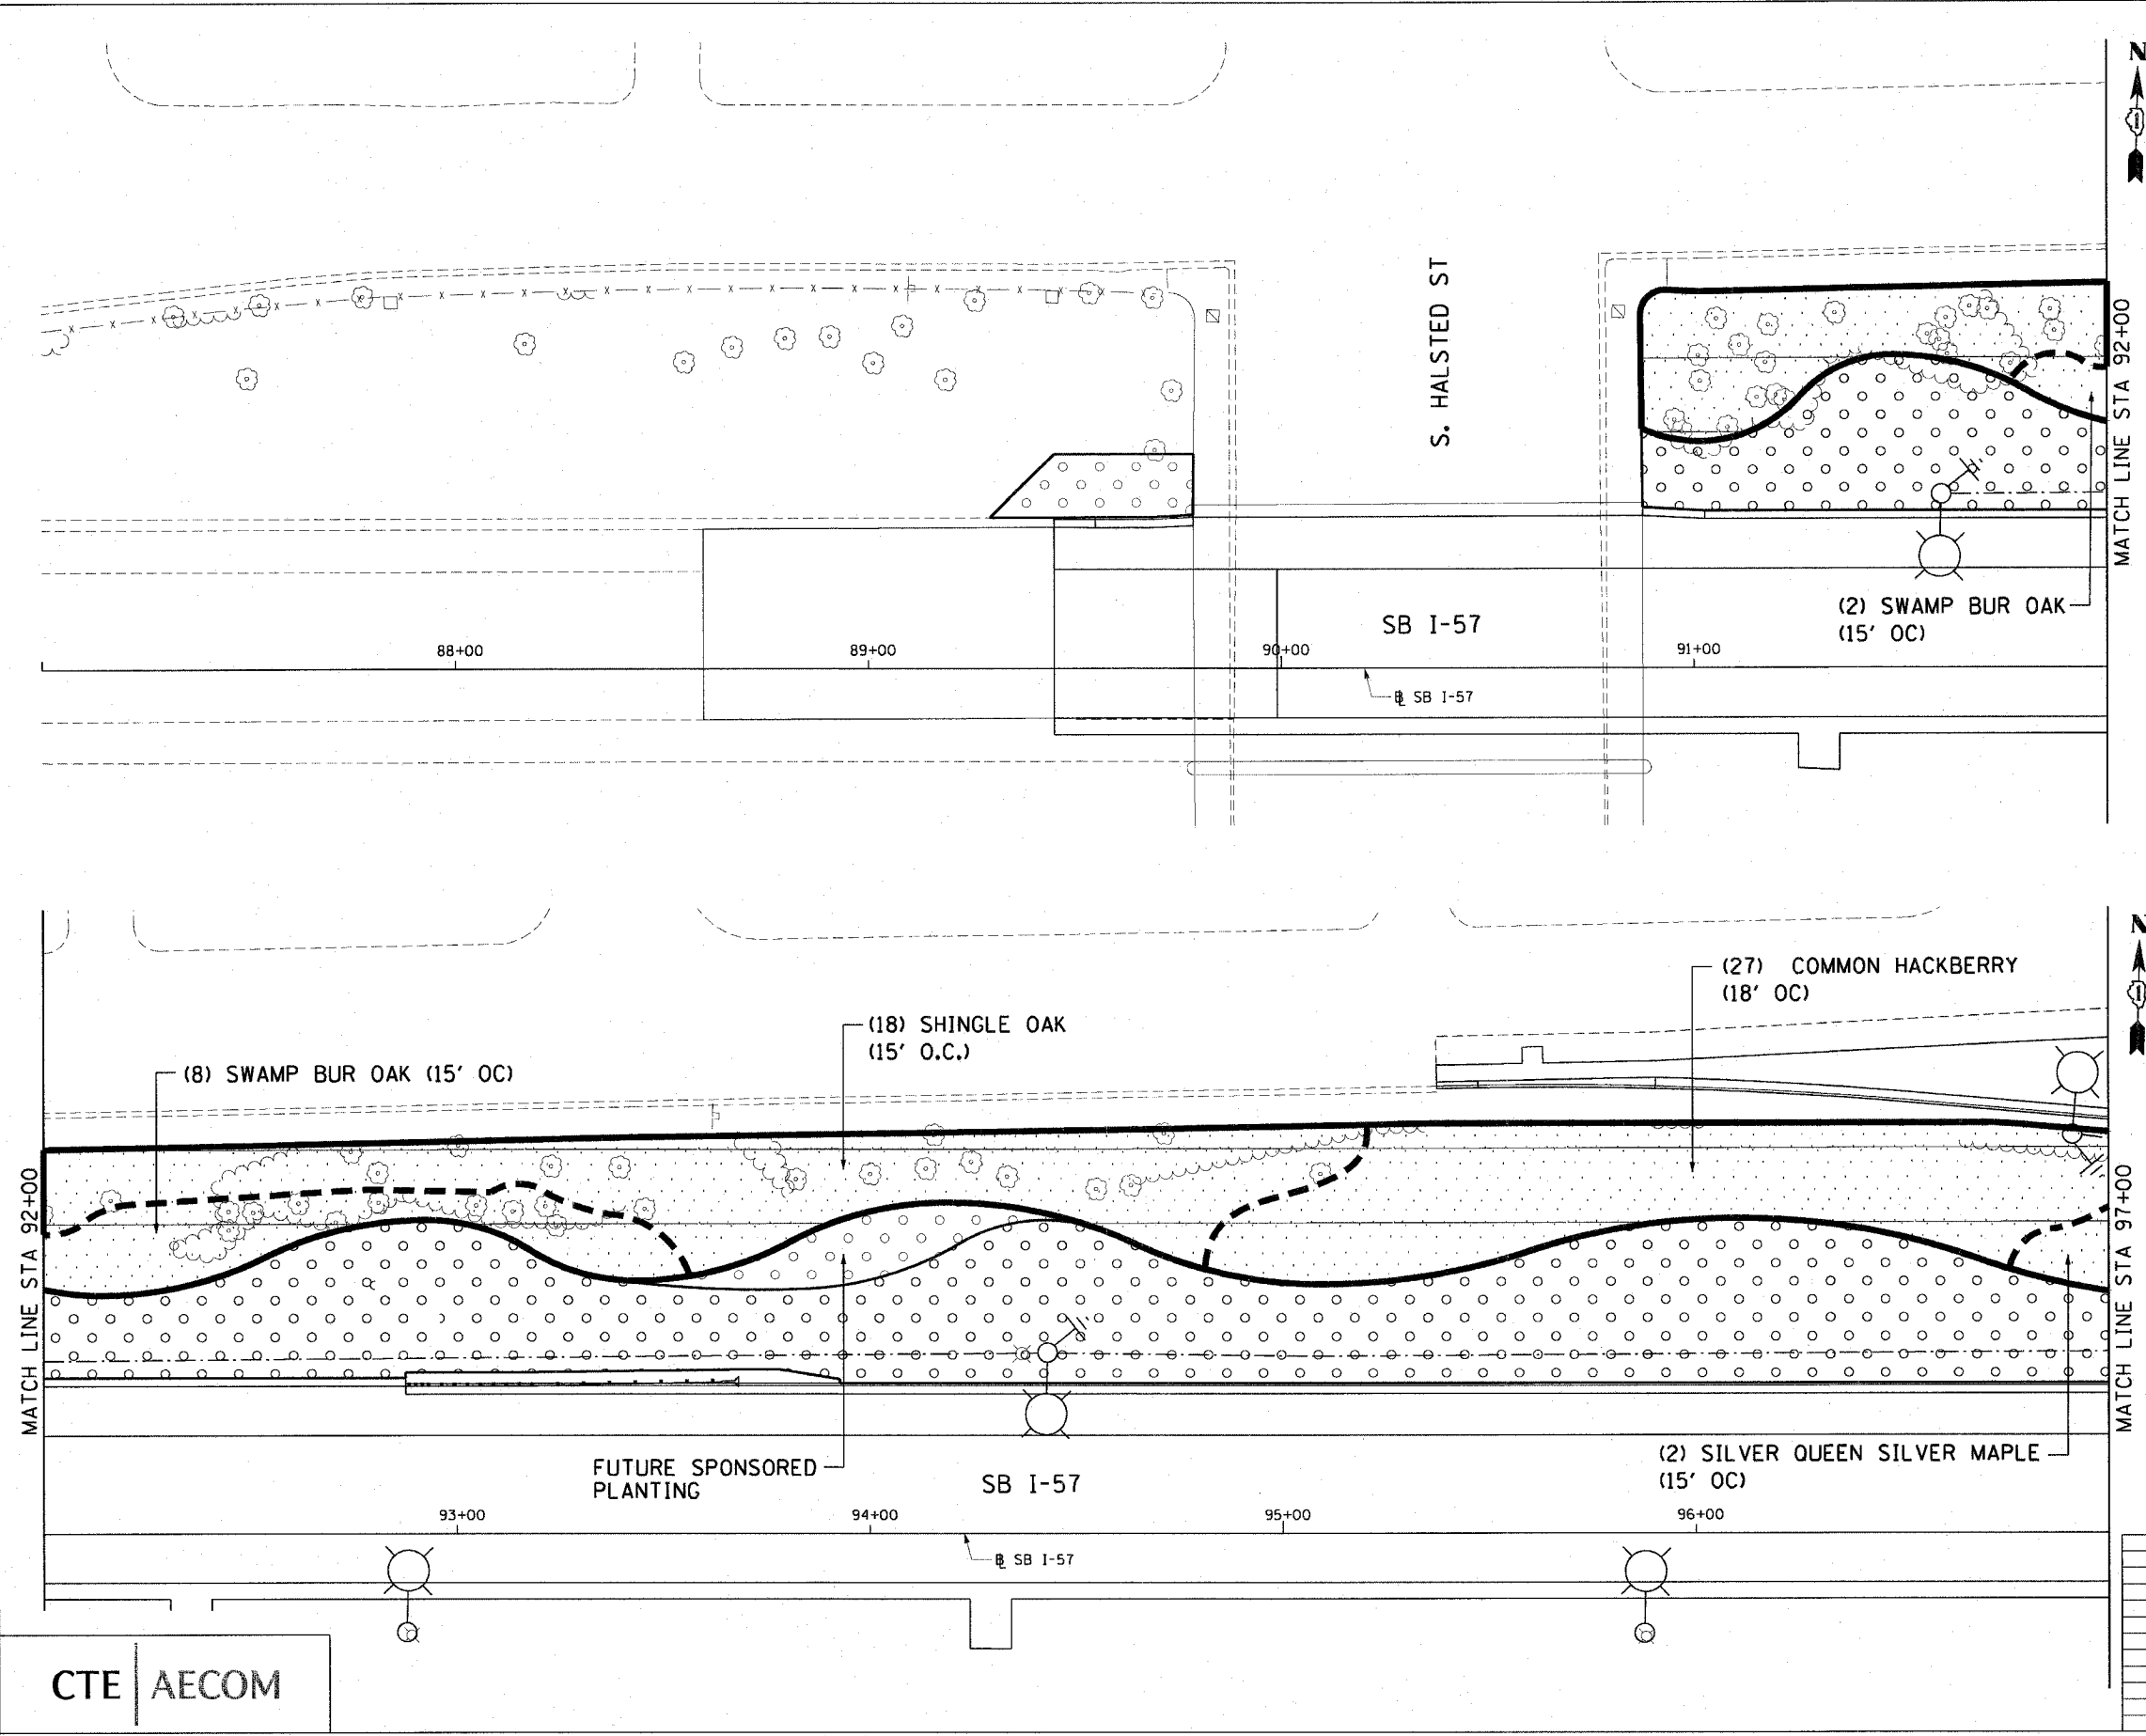 N
S. HALSTED ST
MATCH LINE STA 92+00
(2) SWAMP BUR OAK
(15' OC)
SB I-57
88+00
89+00
90+00
91+00
SB I-57
N
(27) COMMON HACKBERRY
(18' OC)
(18) SHINGLE OAK
(15' O.C.)
(8) SWAMP BUR OAK (15' OC)
MATCH LINE STA 92+00
MATCH LINE STA 97+00
(2) SILVER QUEEN SILVER MAPLE
(15' OC)
FUTURE SPONSORED
PLANTING
SB I-57
93+00
94+00
95+00
96+00
SB I-57
CTE AECOM